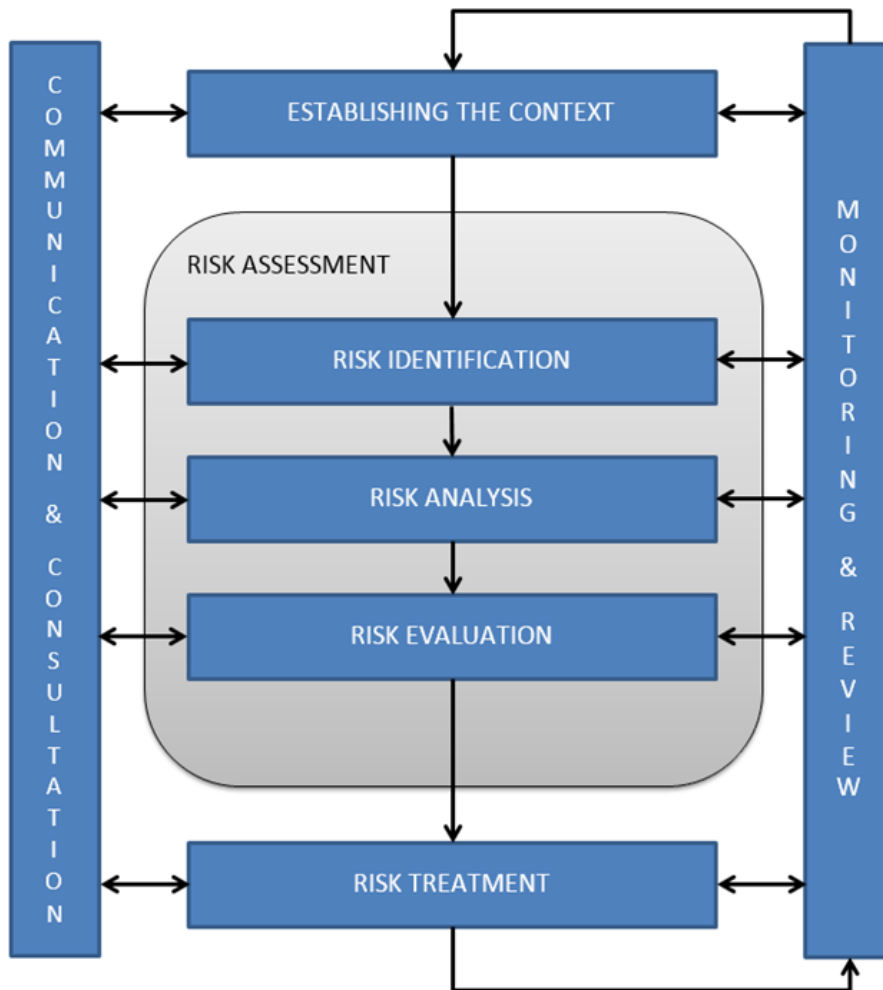 COMMUNICATION & CONSULTATION
ESTABLISHING THE CONTEXT
RISK ASSESSMENT
RISK IDENTIFICATION
RISK ANALYSIS
RISK EVALUATION
RISK TREATMENT
MONITORING & REVIEW